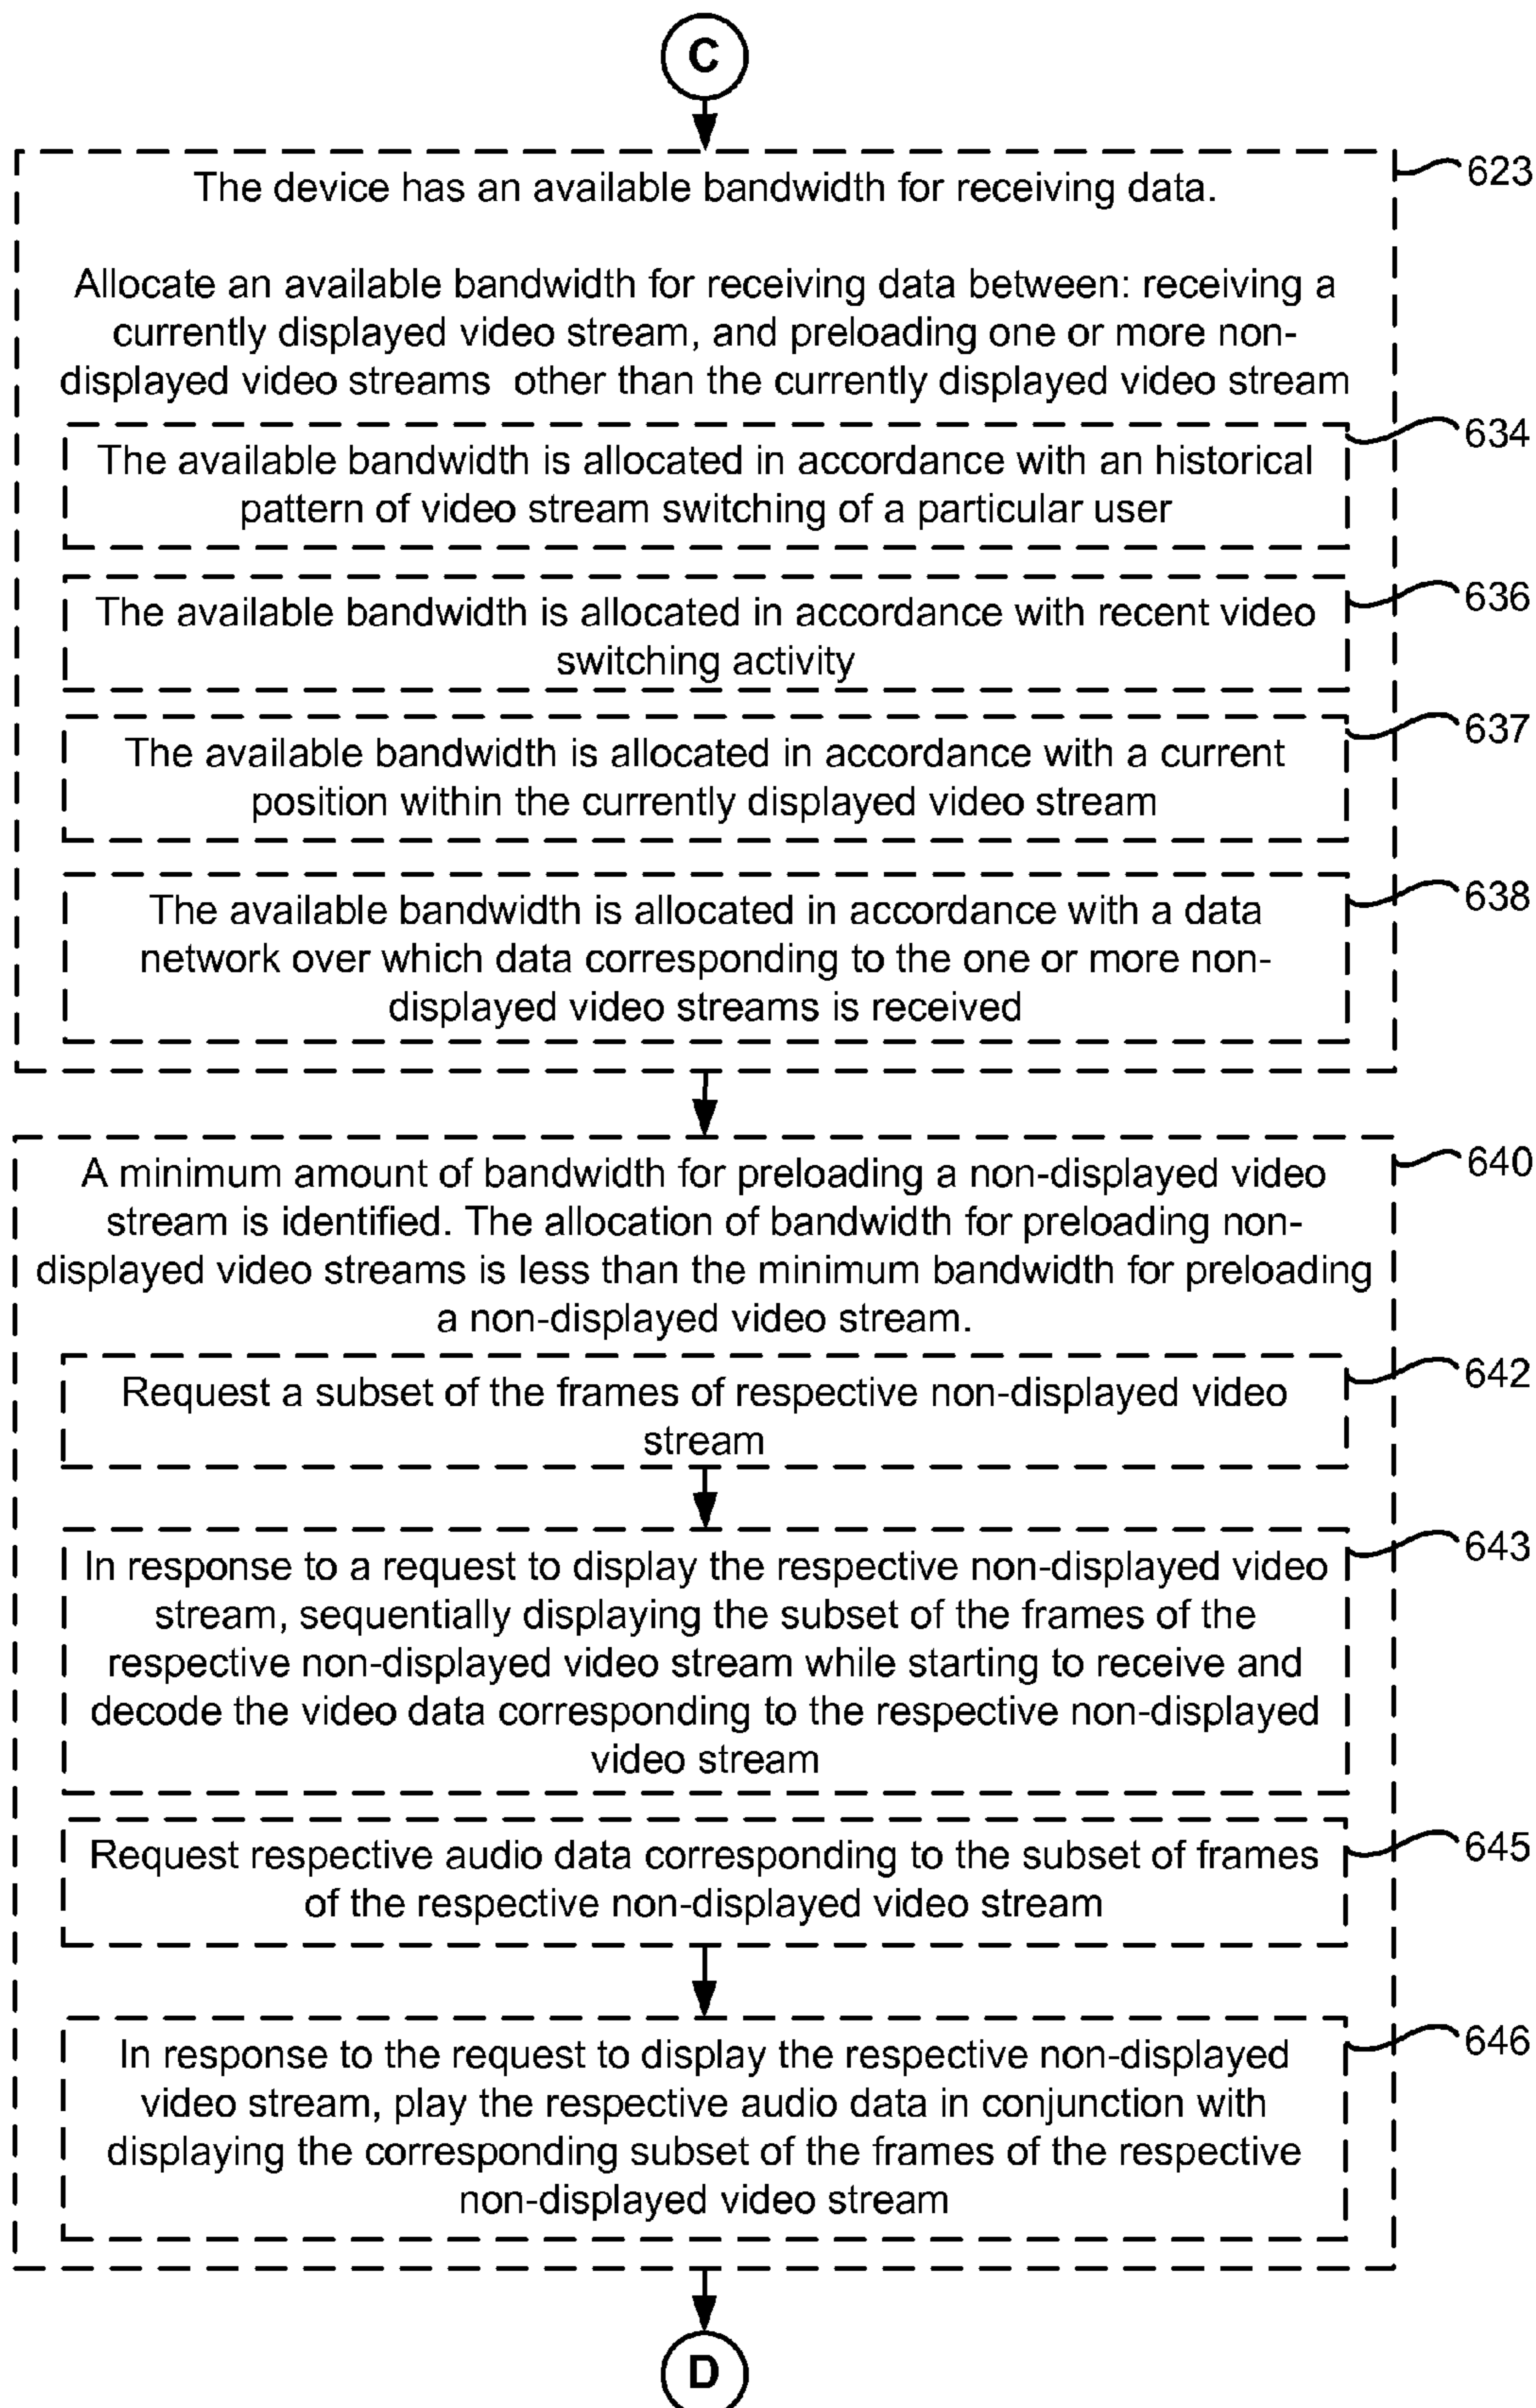 C
The device has an available bandwidth for receiving data.
623
Allocate an available bandwidth for receiving data between: receiving a
currently displayed video stream, and preloading one or more non-
displayed video streams other than the currently displayed video stream
634
The available bandwidth is allocated in accordance with an historical
pattern of video stream switching of a particular user
636
The available bandwidth is allocated in accordance with recent video
switching activity
637
The available bandwidth is allocated in accordance with a current
position within the currently displayed video stream
638
The available bandwidth is allocated in accordance with a data
network over which data corresponding to the one or more non-
displayed video streams is received
640
A minimum amount of bandwidth for preloading a non-displayed video
stream is identified. The allocation of bandwidth for preloading non-
displayed video streams is less than the minimum bandwidth for preloading
a non-displayed video stream.
642
Request a subset of the frames of respective non-displayed video
stream
643
In response to a request to display the respective non-displayed video
stream, sequentially displaying the subset of the frames of the
respective non-displayed video stream while starting to receive and
decode the video data corresponding to the respective non-displayed
video stream
645
Request respective audio data corresponding to the subset of frames
of the respective non-displayed video stream
646
In response to the request to display the respective non-displayed
video stream, play the respective audio data in conjunction with
displaying the corresponding subset of the frames of the respective
non-displayed video stream
D